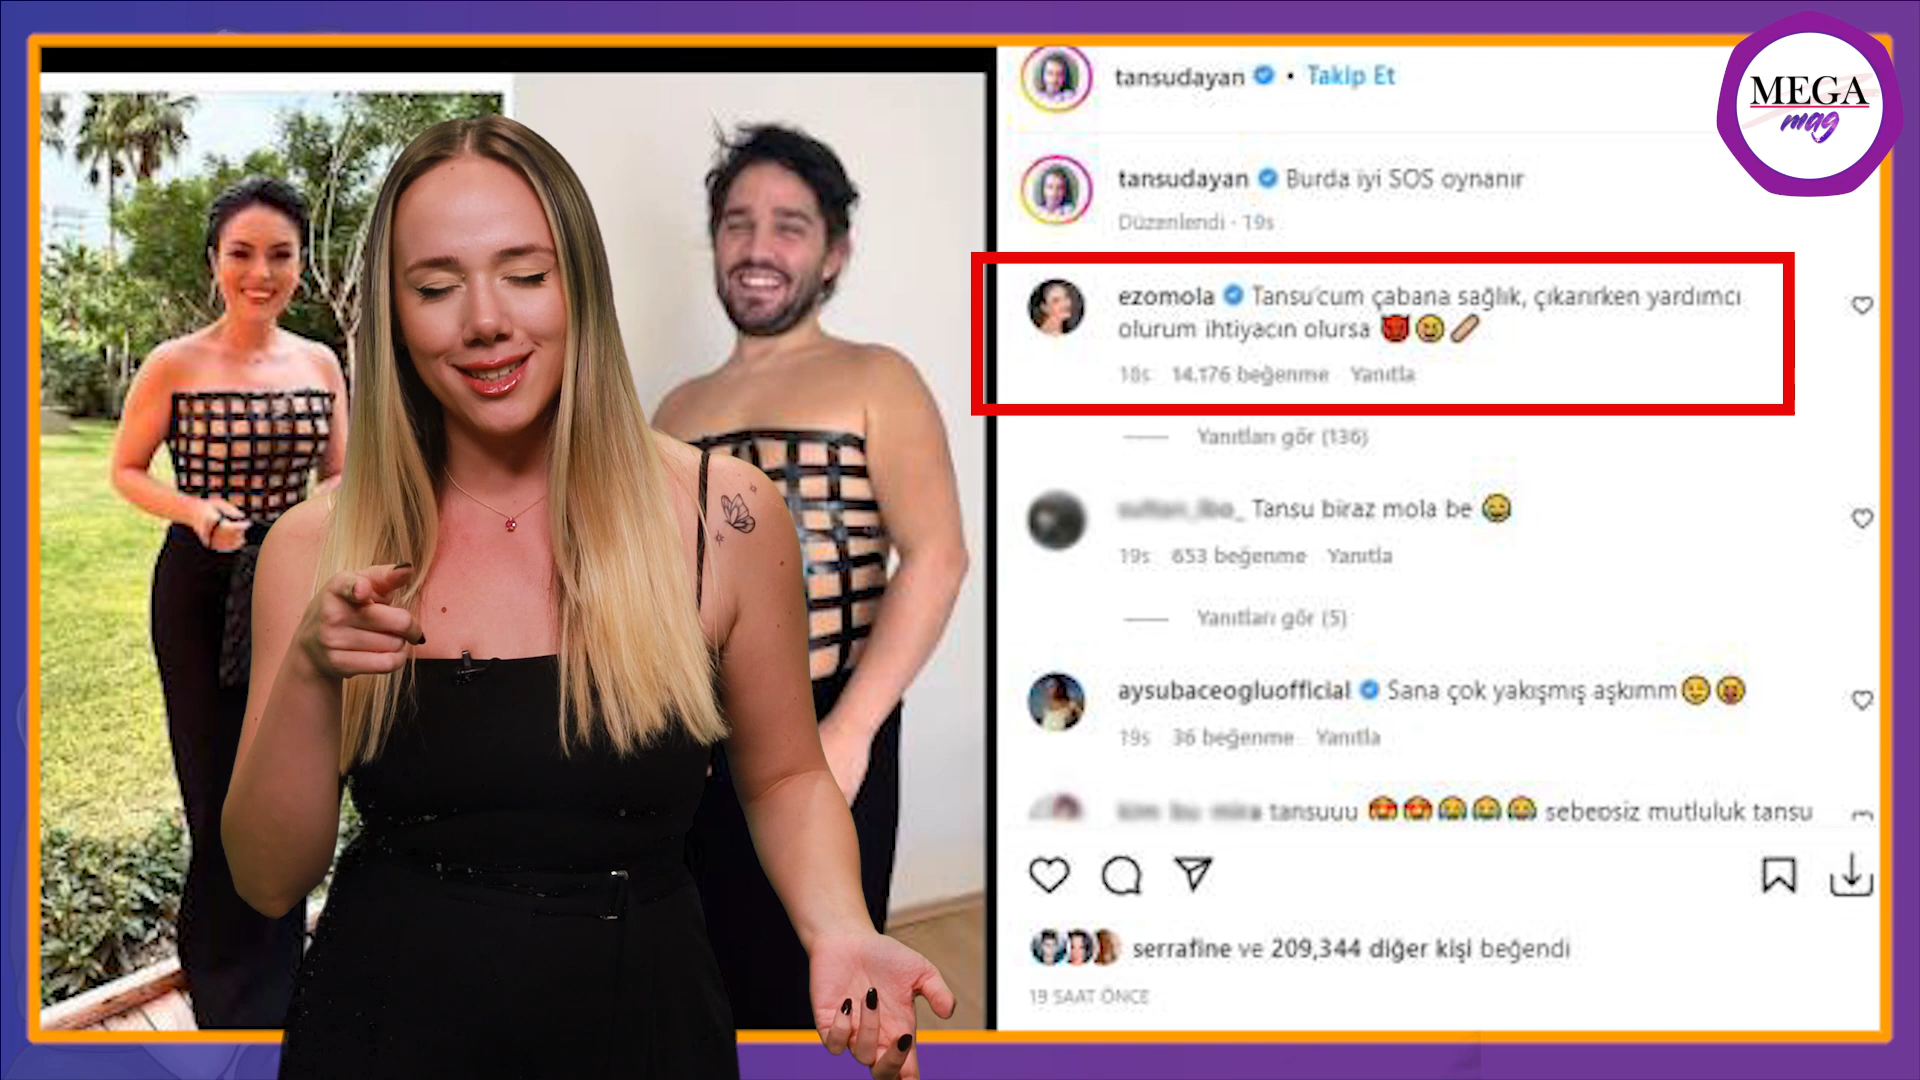 MEGA
mag
tansudayan • Takip Et
tansudayan Burda iyi SOS oynanır
Düzenlendi · 19s
ezomola Tansu'cum çabana sağlık, çıkarırken yardımcı
olurum ihtiyacın olursa 👹😝🩹
18s 14.176 beğenme Yanıtla
Yanıtları gör (136)
Tansu biraz mola be 😂
19s 653 beğenme Yanıtla
Yanıtları gör (5)
aysubaceogluofficial Sana çok yakışmış aşkımm😉😝
19s 36 beğenme Yanıtla
tansuuu 😍😍😂😂😂 sebepsiz mutluluk tansu
serrafine ve 209,344 diğer kişi beğendi
19 SAAT ÖNCE